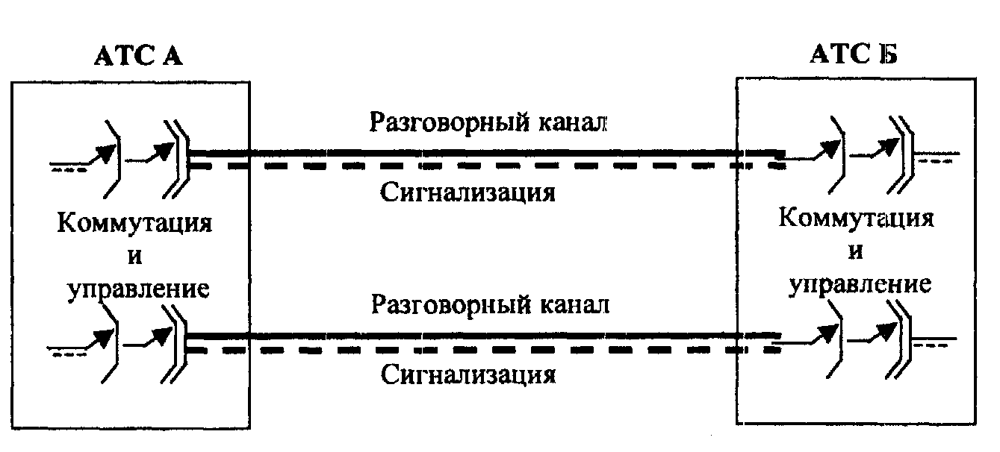 АТС А
АТС Б
Разговорный канал
Сигнализация
Коммутация
и
управление
Коммутация
и
управление
Разговорный канал
Сигнализация